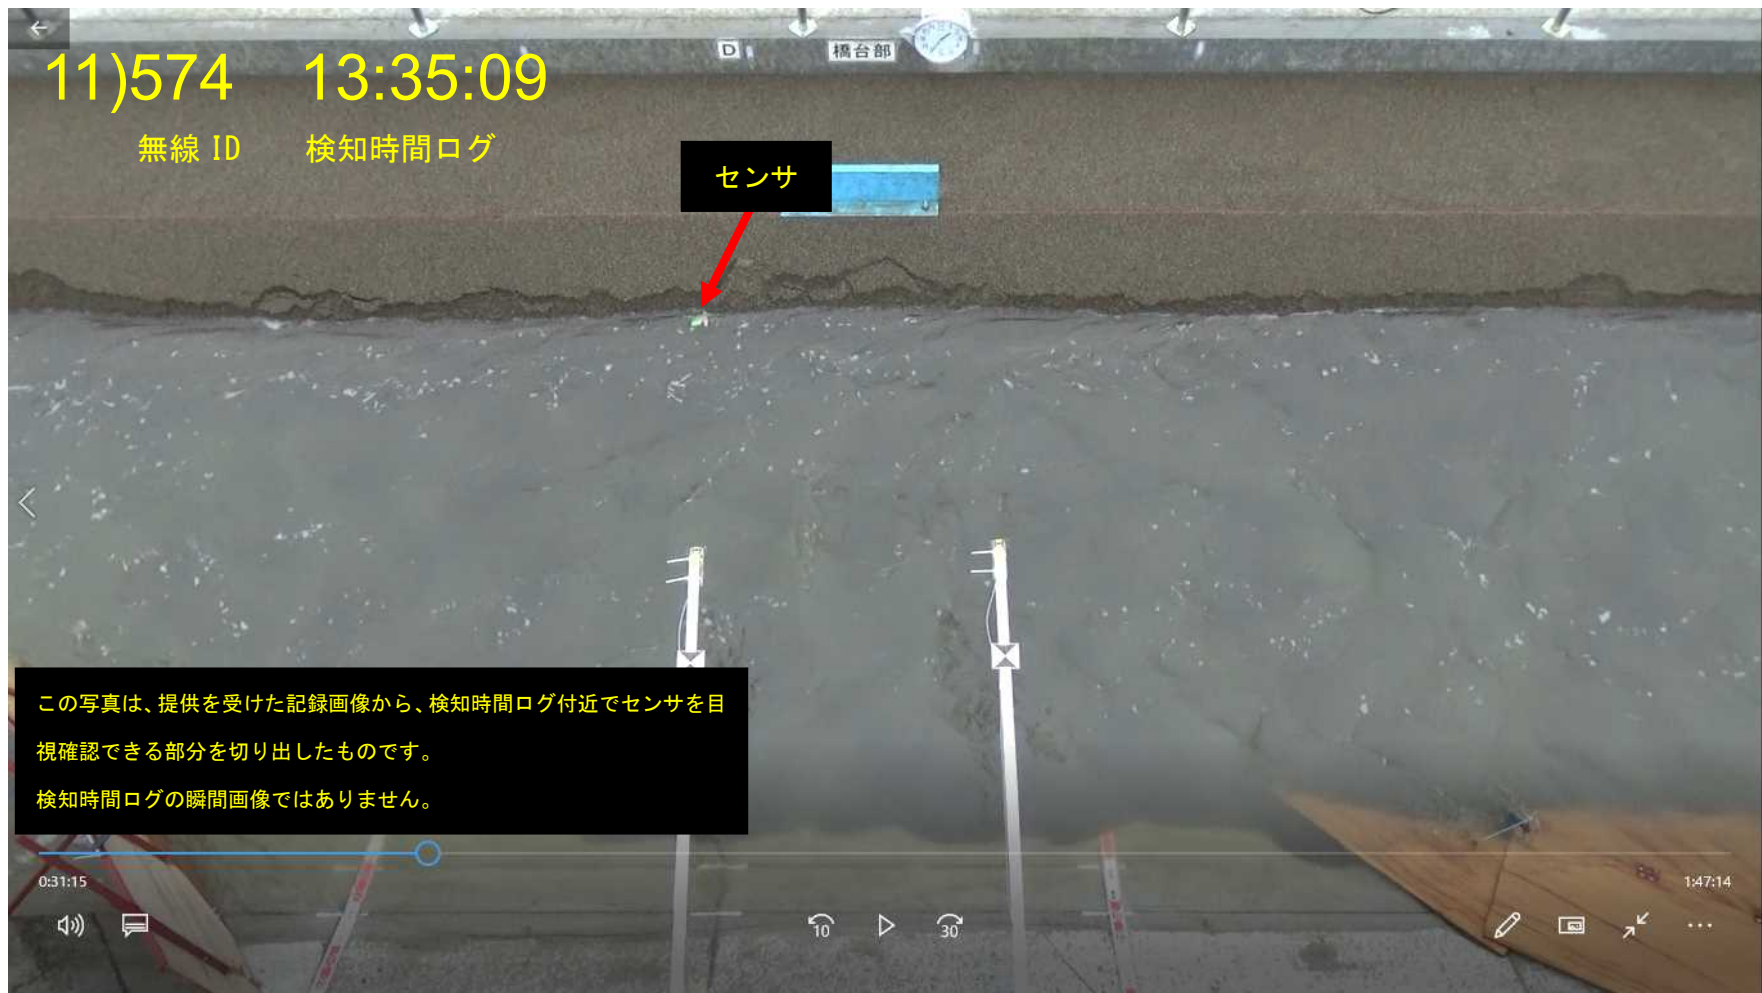 D 橋台部
11)574 13:35:09
無線 ID 検知時間ログ
センサ
この写真は、提供を受けた記録画像から、検知時間ログ付近でセンサを目
視確認できる部分を切り出したものです。
検知時間ログの瞬間画像ではありません。
0:31:15 1:47:14
10 30